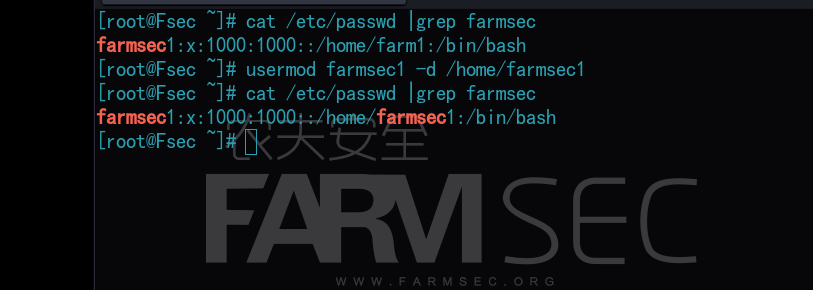 [root@Fsec ~]# cat /etc/passwd |grep farmsec
farmsec1:x:1000:1000::/home/farm1:/bin/bash
[root@Fsec ~]# usermod farmsec1 -d /home/farmsec1
[root@Fsec ~]# cat /etc/passwd |grep farmsec
farmsec1:x:1000:1000::/home/farmsec1:/bin/bash
[root@Fsec ~]#
农夫安全
FARMSEC
WWW.FARMSEC.ORG